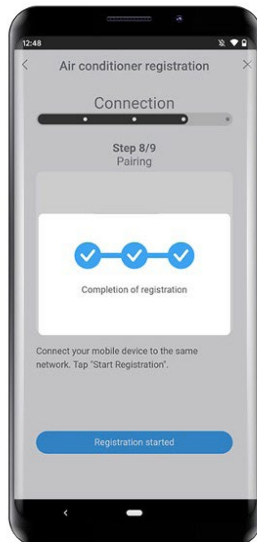 12:48
Air conditioner registration
Connection
Step 8/9
Pairing
Completion of registration
Connect your mobile device to the same
network. Tap "Start Registration".
Registration started